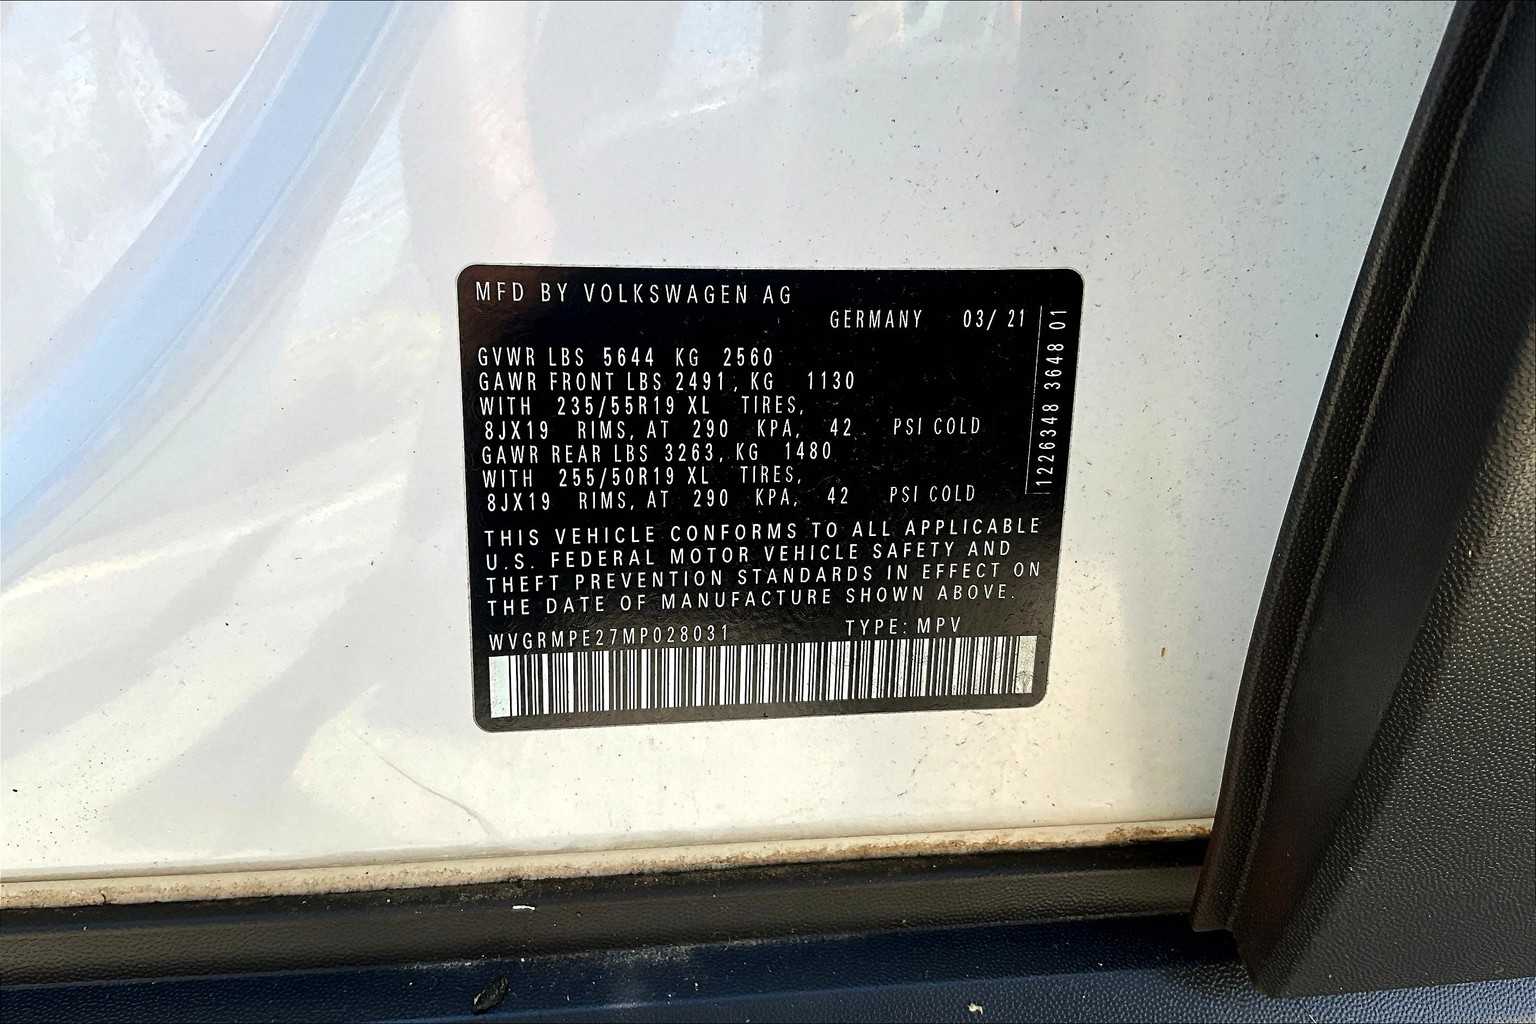 MFD BY VOLKSWAGEN AG
GERMANY 03/ 21
GVWR LBS 5644 KG 2560
GAWR FRONT LBS 2491, KG 1130
WITH 235/55R19 XL TIRES,
8JX19 RIMS, AT 290 KPA, 42 PSI COLD
GAWR REAR LBS 3263, KG 1480
WITH 255/50R19 XL TIRES,
8JX19 RIMS, AT 290 KPA, 42 PSI COLD
THIS VEHICLE CONFORMS TO ALL APPLICABLE
U.S. FEDERAL MOTOR VEHICLE SAFETY AND
THEFT PREVENTION STANDARDS IN EFFECT ON
THE DATE OF MANUFACTURE SHOWN ABOVE.
WVGRMPE27MP028031 TYPE: MPV
1226348 3648 01